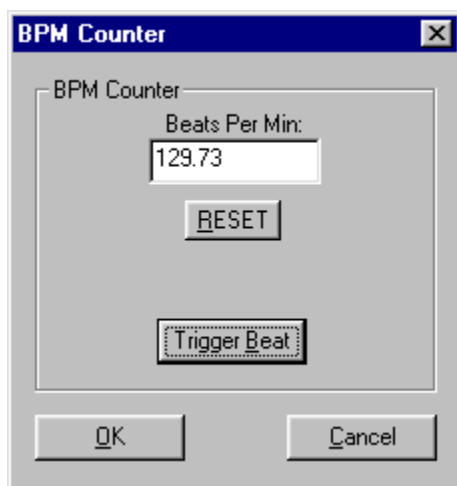 BPM Counter
BPM Counter
Beats Per Min:
129.73
RESET
Trigger Beat
OK Cancel